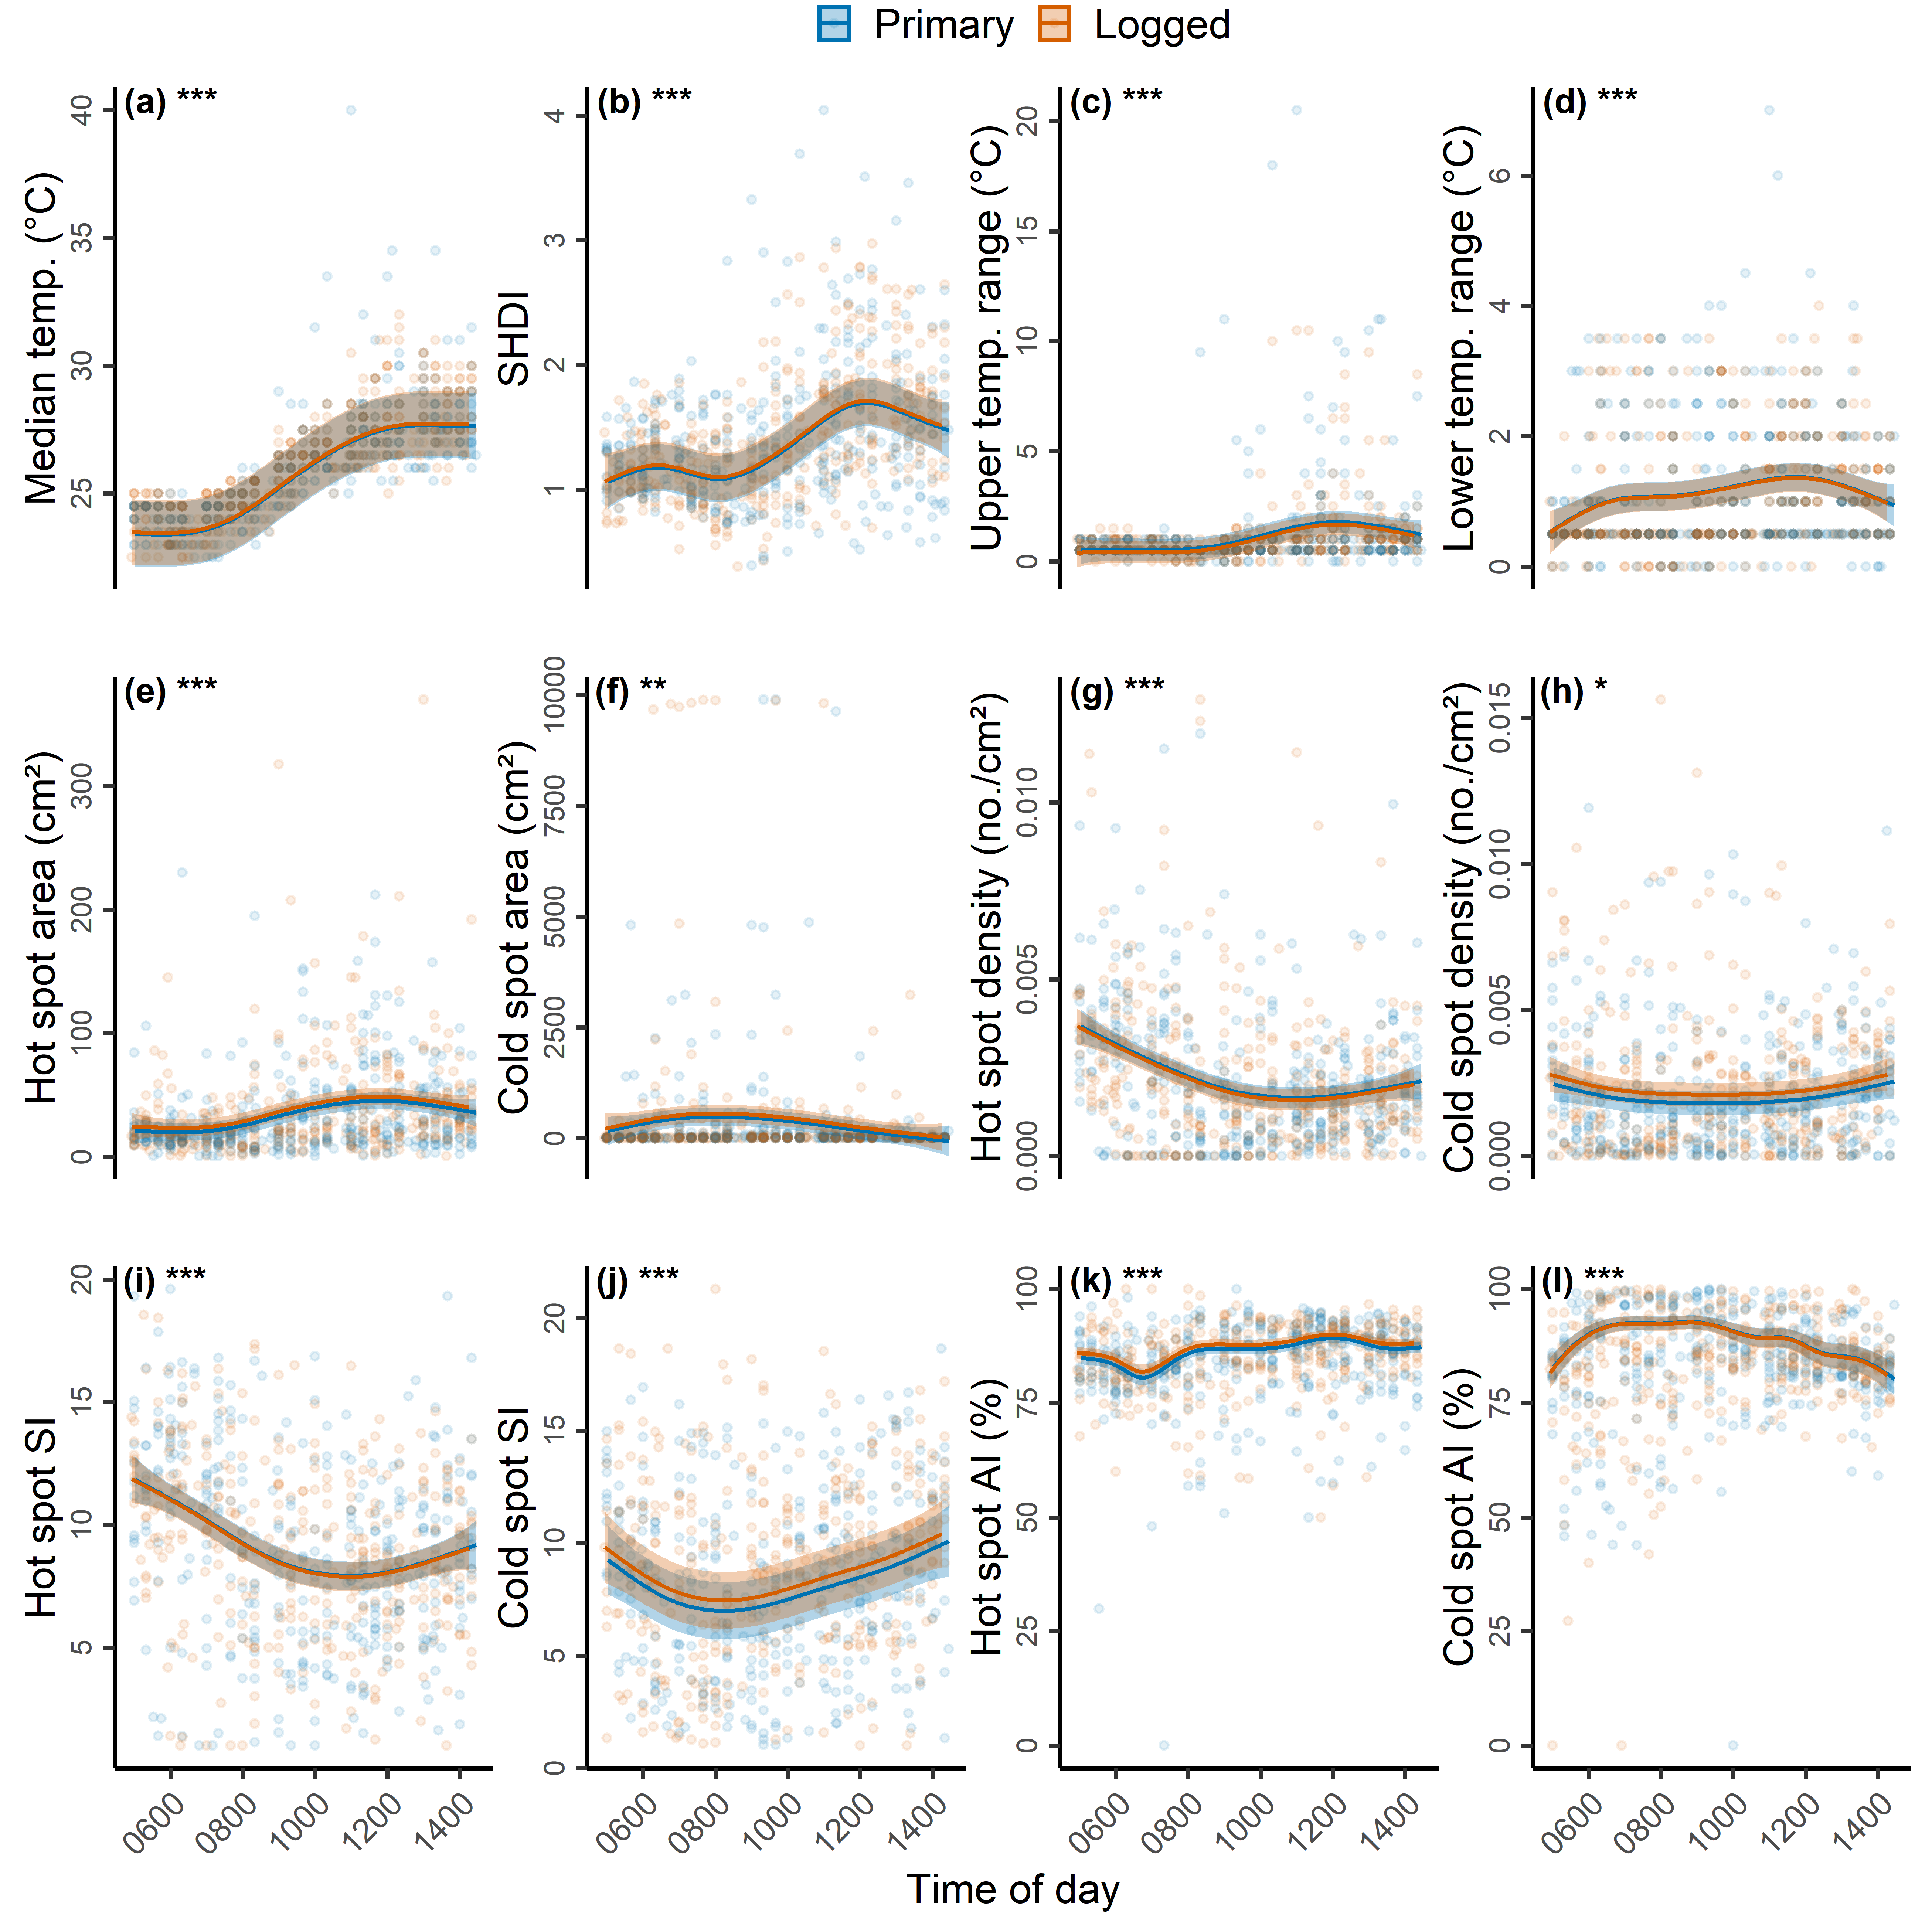 Primary Logged
(a) ***
Median temp. (°C)
25
30
35
40
(b) ***
SHDI
1
2
3
4
(c) ***
Upper temp. range (°C)
0
5
10
15
20
(d) ***
Lower temp. range (°C)
0
2
4
6
(e) ***
Hot spot area (cm²)
0
100
200
300
(f) **
Cold spot area (cm²)
0
2500
5000
7500
10000
(g) ***
Hot spot density (no./cm²)
0.000
0.005
0.010
(h) *
Cold spot density (no./cm²)
0.000
0.005
0.010
0.015
(i) ***
Hot spot SI
5
10
15
20
0600 0800 1000 1200 1400
(j) ***
Cold spot SI
0
5
10
15
20
0600 0800 1000 1200 1400
(k) ***
Hot spot AI (%)
0
25
50
75
100
0600 0800 1000 1200 1400
(l) ***
Cold spot AI (%)
0
25
50
75
100
0600 0800 1000 1200 1400
Time of day